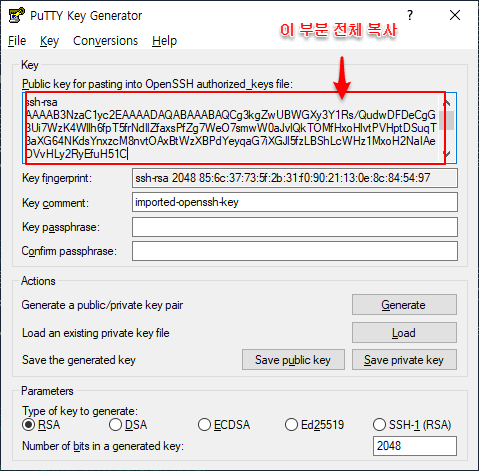 PuTTY Key Generator
이 부분 전체 복사
File Key Conversions Help
Key
Public key for pasting into OpenSSH authorized_keys file:
ssh-rsa
Key fingerprint: ssh-rsa 2048 85:6c:37:73:5f:2b:31:f0:90:21:13:0e:8c:84:54:97
Key comment: imported-openssh-key
Key passphrase:
Confirm passphrase:
Actions
Generate a public/private key pair Generate
Load an existing private key file Load
Save the generated key Save public key Save private key
Parameters
Type of key to generate:
RSA DSA ECDSA Ed25519 SSH-1 (RSA)
Number of bits in a generated key: 2048